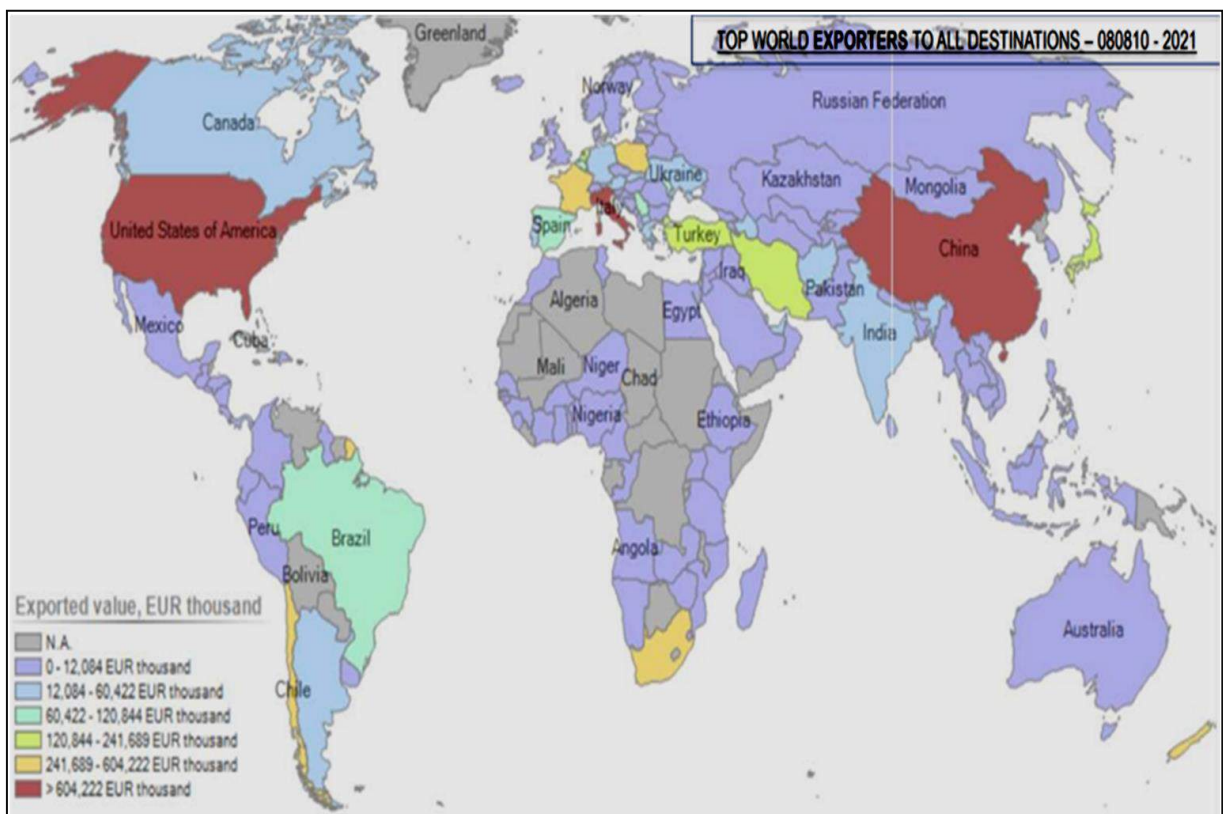 TOP WORLD EXPORTERS TO ALL DESTINATIONS – 080810 - 2021
Greenland
Norway
Russian Federation
Canada
Ukraine
Kazakhstan
Mongolia
Italy
United States of America
Spain
Turkey
China
Iraq
Pakistan
Algeria
Egypt
Mexico
Cuba
India
Mali
Niger
Chad
Nigeria
Ethiopia
Peru
Brazil
Angola
Bolivia
Australia
Chile
Exported value, EUR thousand
N.A.
0 - 12,084 EUR thousand
12,084 - 60,422 EUR thousand
60,422 - 120,844 EUR thousand
120,844 - 241,689 EUR thousand
241,689 - 604,222 EUR thousand
> 604,222 EUR thousand